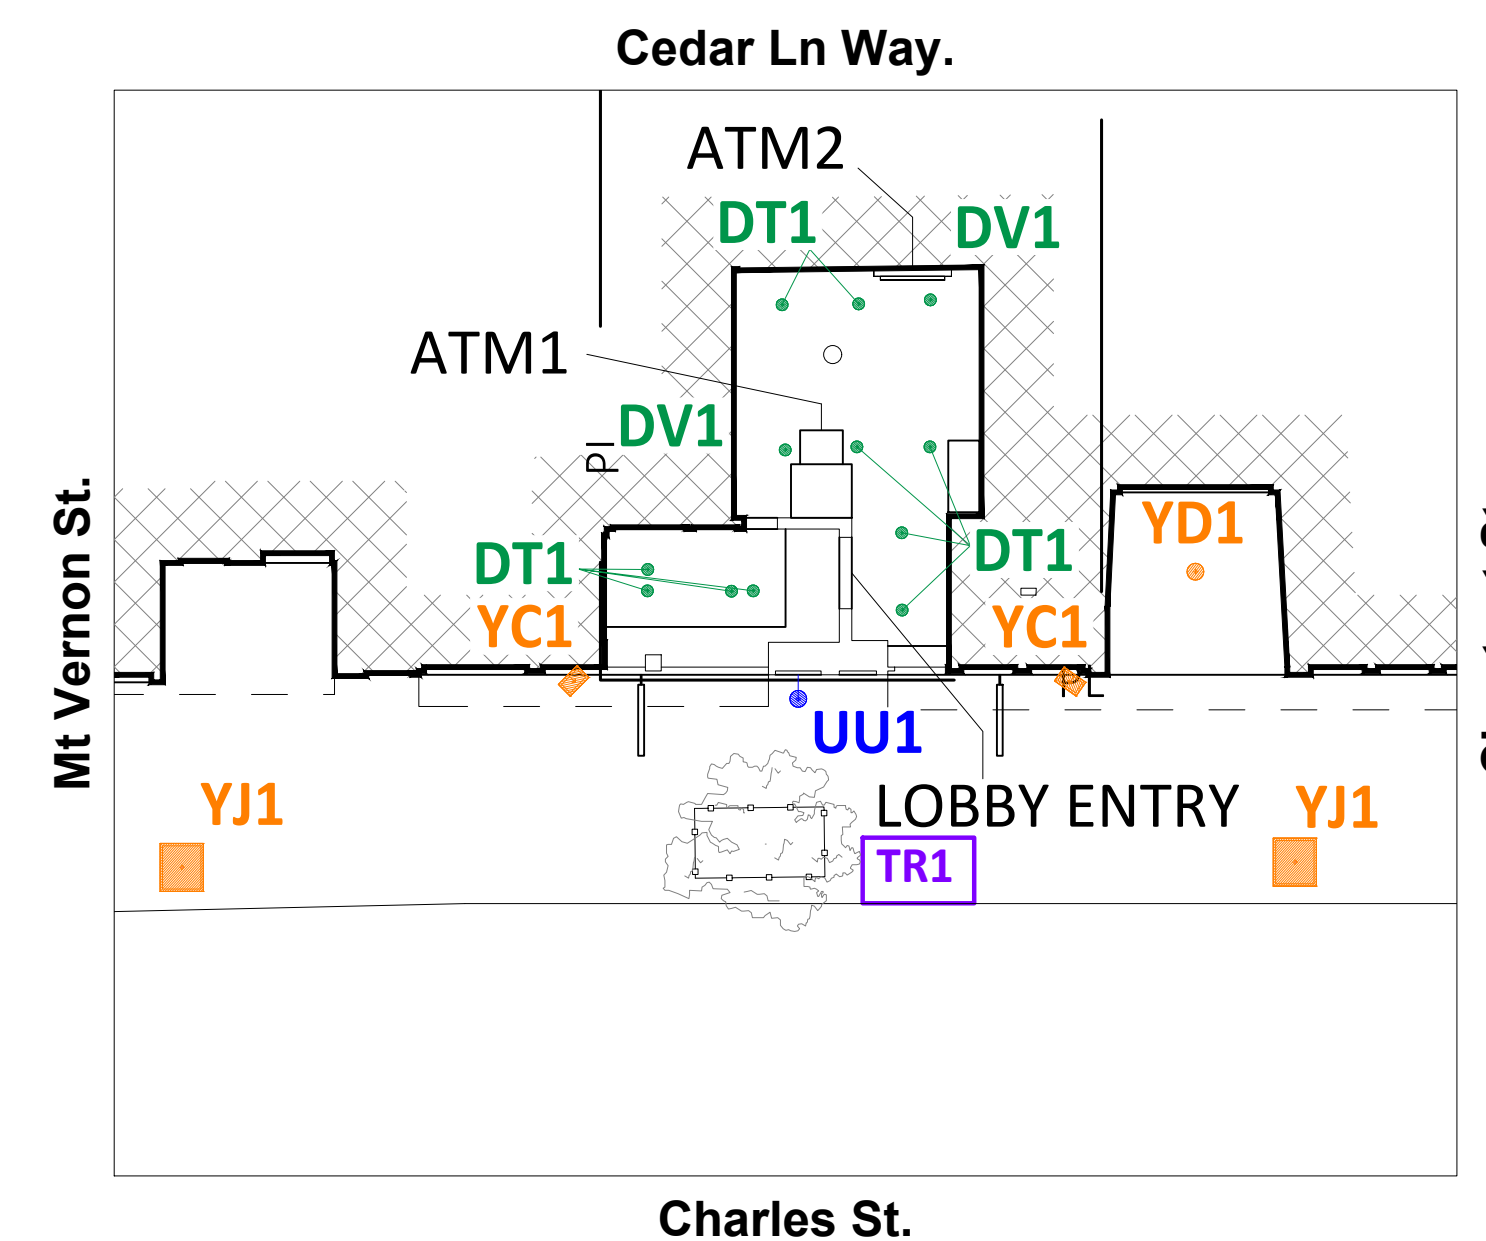 Cedar Ln Way.
ATM2
DT1
DV1
ATM1
DV1
PL
Mt Vernon St.
YD1
DT1
DT1
YC1
YC1
UU1
YJ1
LOBBY ENTRY
YJ1
TR1
Charles St.